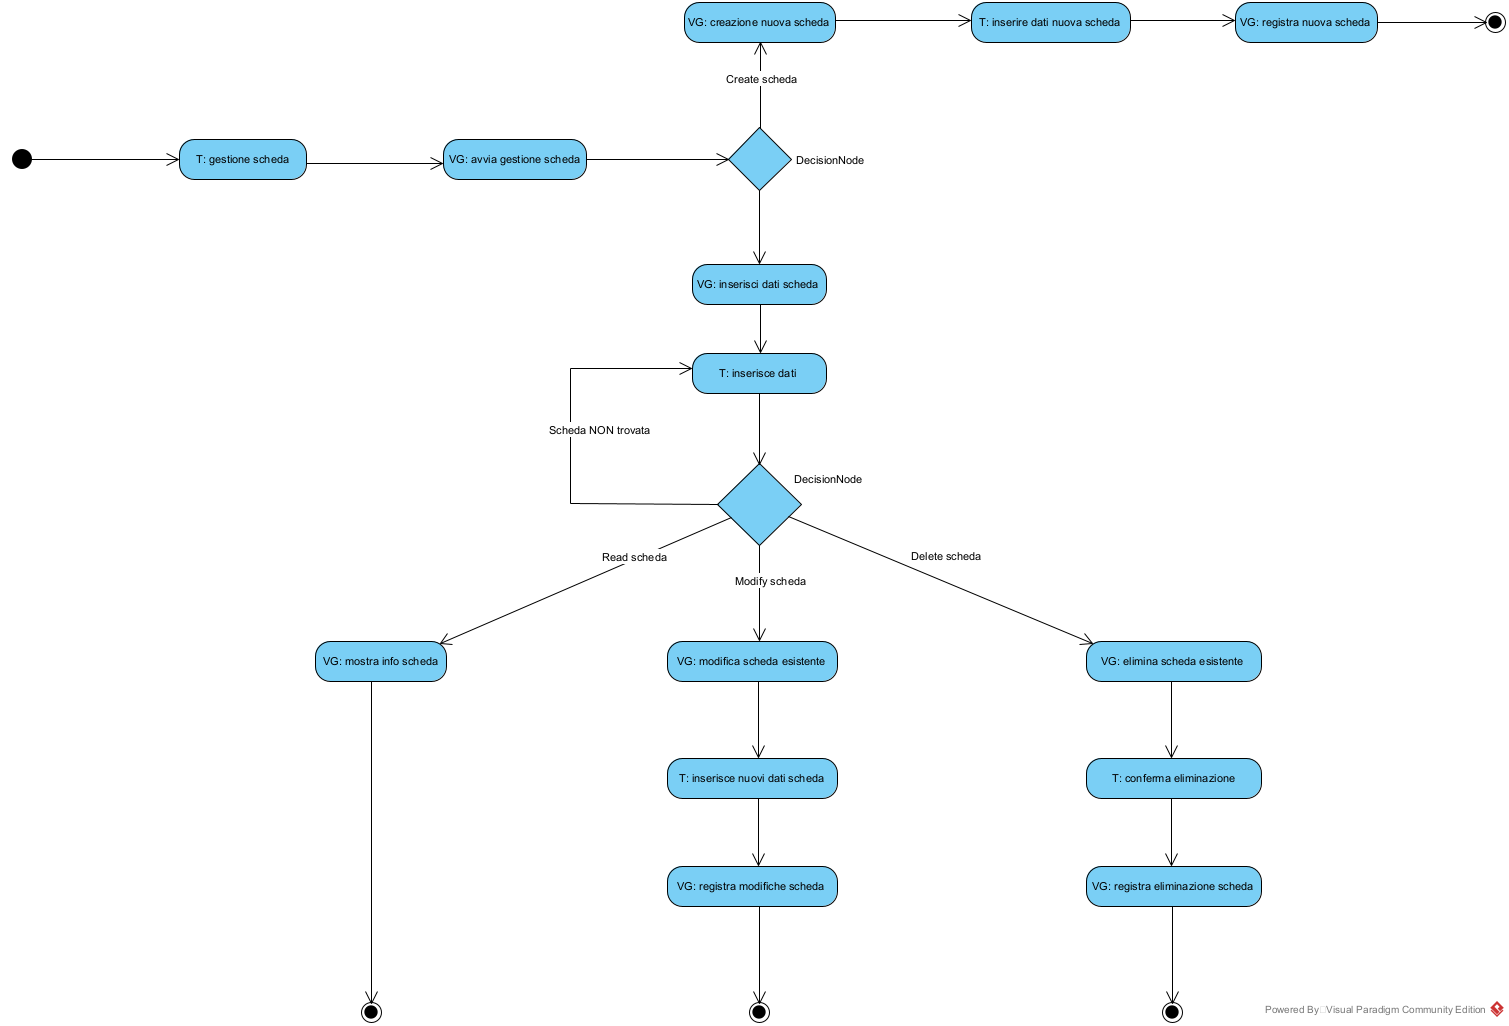 VG: creazione nuova scheda
T: inserire dati nuova scheda
VG: registra nuova scheda
Create scheda
T: gestione scheda
VG: avvia gestione scheda
DecisionNode
VG: inserisci dati scheda
T: inserisce dati
Scheda NON trovata
DecisionNode
Read scheda
Modify scheda
Delete scheda
VG: mostra info scheda
VG: modifica scheda esistente
VG: elimina scheda esistente
T: inserisce nuovi dati scheda
T: conferma eliminazione
VG: registra modifiche scheda
VG: registra eliminazione scheda
Powered By Visual Paradigm Community Edition